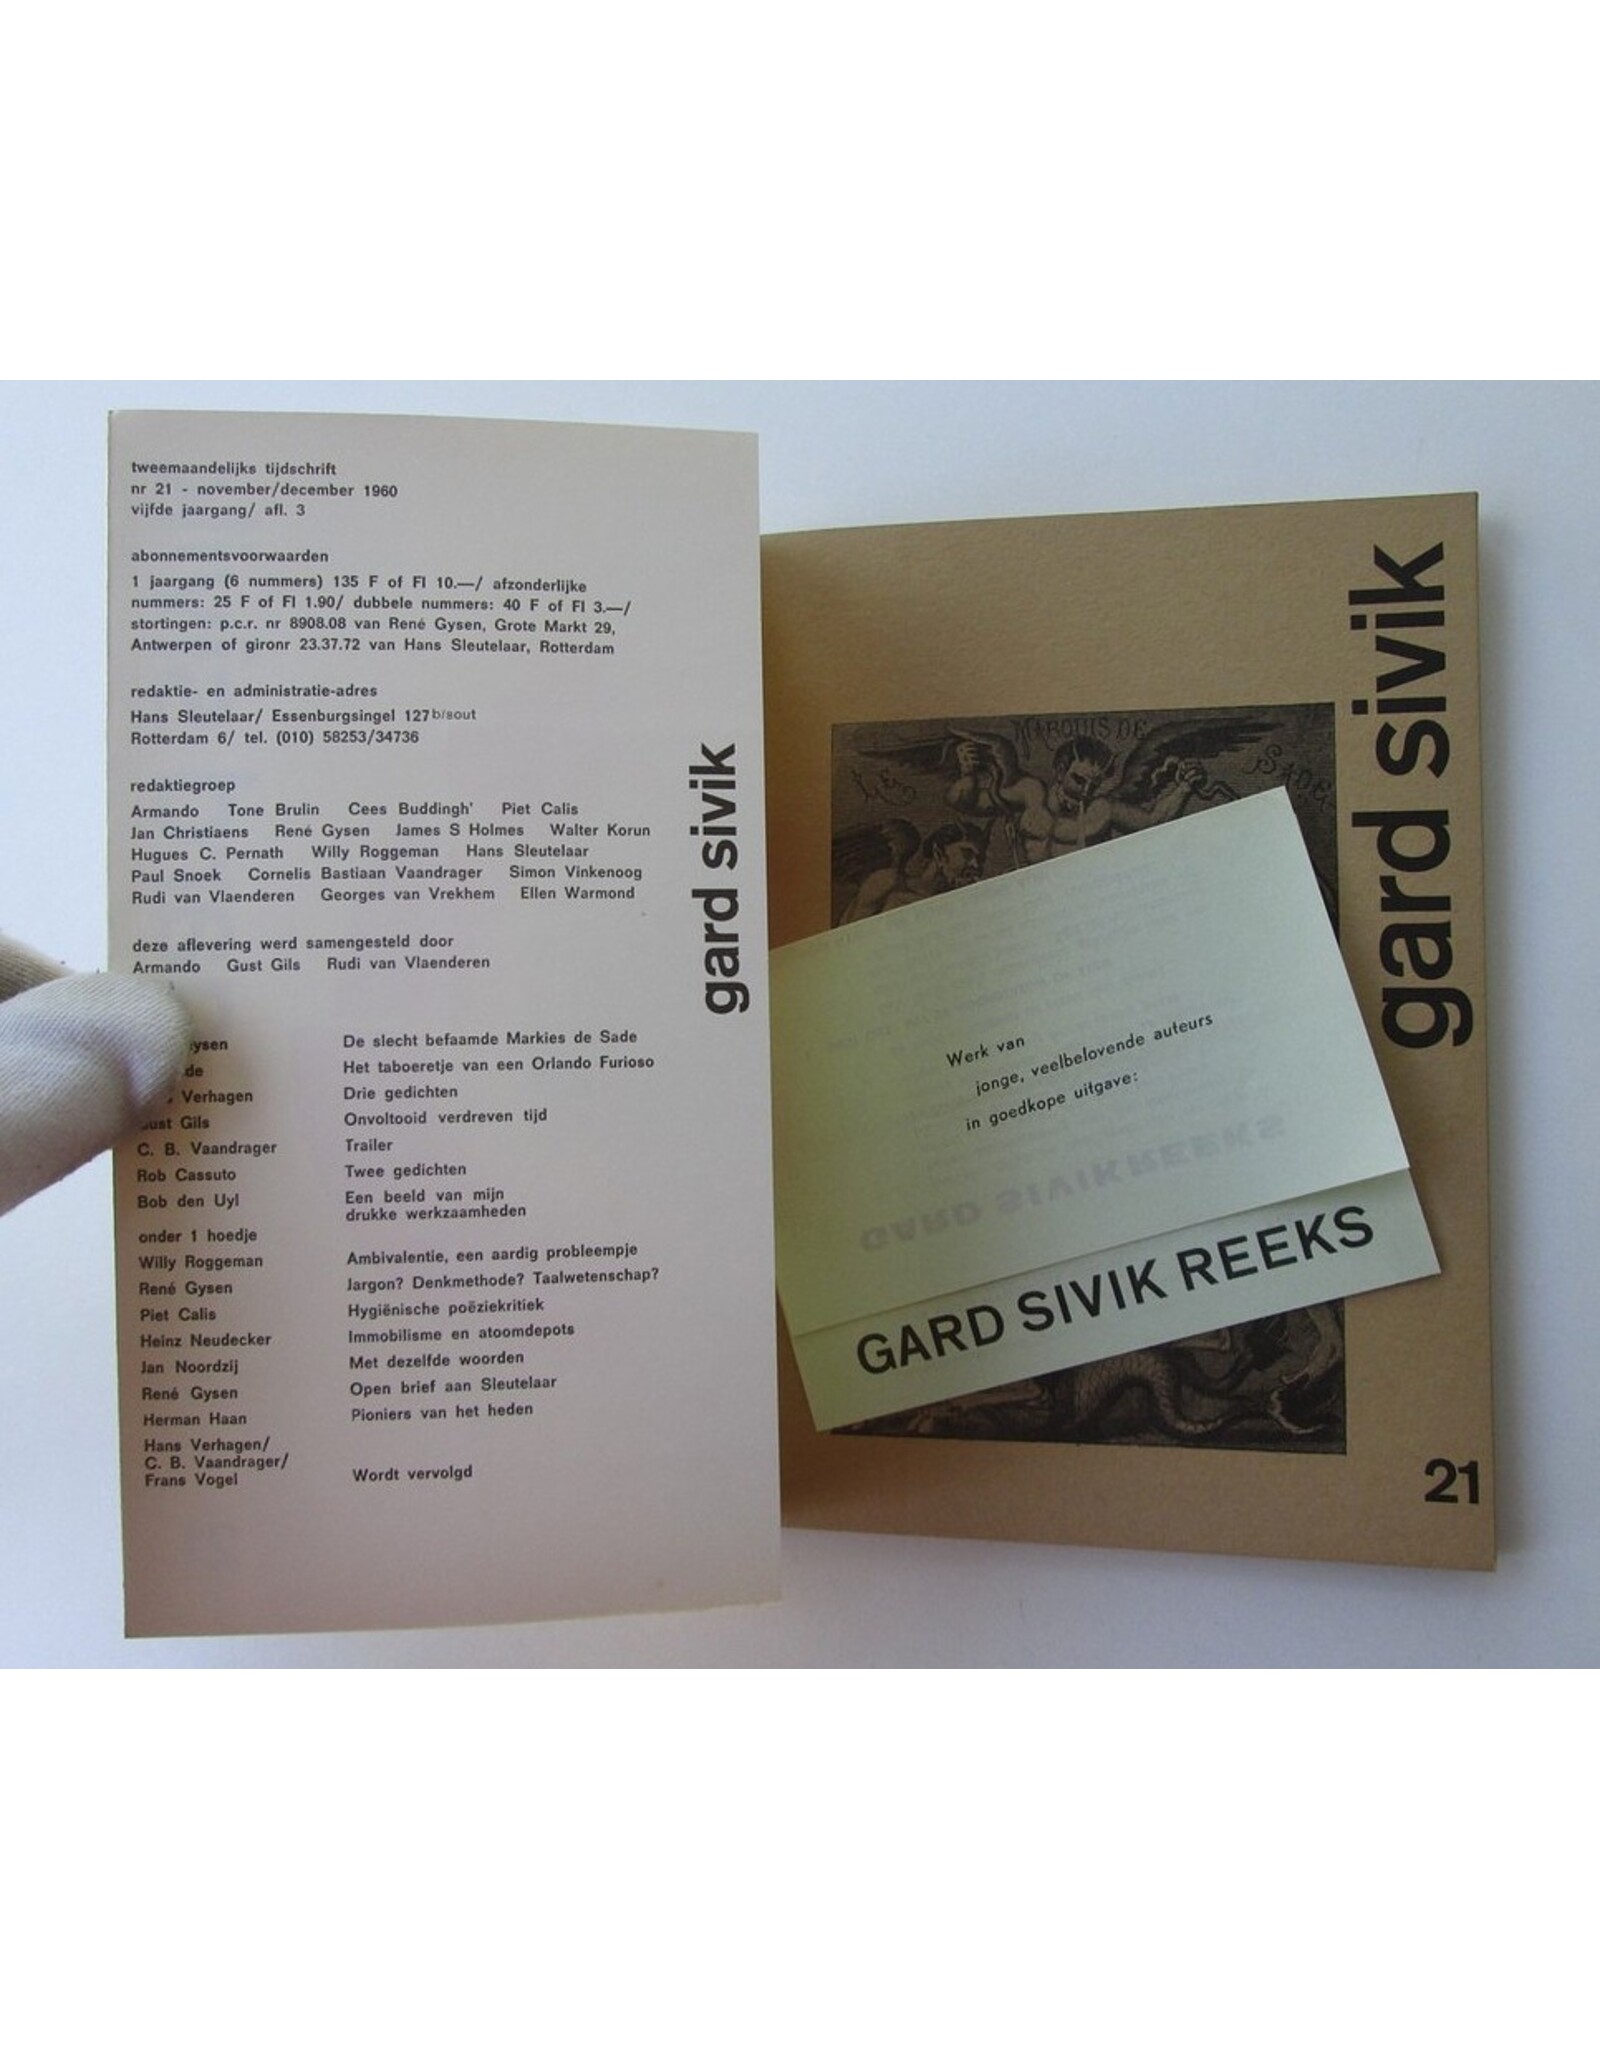 tweemaandelijks tijdschrift
nr 21 - november/december 1960
vijfde jaargang/ afl. 3
abonnementsvoorwaarden
1 jaargang (6 nummers) 135 F of Fl 10.—/ afzonderlijke
nummers: 25 F of Fl 1.90/ dubbele nummers: 40 F of Fl 3.—/
stortingen: p.c.r. nr 8908.08 van René Gysen, Grote Markt 29,
Antwerpen of gironr 23.37.72 van Hans Sleutelaar, Rotterdam
redaktie- en administratie-adres
Hans Sleutelaar/ Essenburgsingel 127 b/sout
Rotterdam 6/ tel. (010) 58253/34736
redaktiegroep
Armando Tone Brulin Cees Buddingh' Piet Calis
Jan Christiaens René Gysen James S Holmes Walter Korun
Hugues C. Pernath Willy Roggeman Hans Sleutelaar
Paul Snoek Cornelis Bastiaan Vaandrager Simon Vinkenoog
Rudi van Vlaenderen Georges van Vrekhem Ellen Warmond
deze aflevering werd samengesteld door
Armando Gust Gils Rudi van Vlaenderen
ysen De slecht befaamde Markies de Sade
de Het taboeretje van een Orlando Furioso
Verhagen Drie gedichten
Gust Gils Onvoltooid verdreven tijd
C. B. Vaandrager Trailer
Rob Cassuto Twee gedichten
Bob den Uyl Een beeld van mijn
drukke werkzaamheden
onder 1 hoedje
Willy Roggeman Ambivalentie, een aardig probleempje
René Gysen Jargon? Denkmethode? Taalwetenschap?
Piet Calis Hygiënische poëziekritiek
Heinz Neudecker Immobilisme en atoomdepots
Jan Noordzij Met dezelfde woorden
René Gysen Open brief aan Sleutelaar
Herman Haan Pioniers van het heden
Hans Verhagen/
C. B. Vaandrager/
Frans Vogel Wordt vervolgd
gard sivik
MARQUIS DE
SADE
LE
gard sivik
Werk van
jonge, veelbelovende auteurs
in goedkope uitgave:
GARD SIVIKREEKS
GARD SIVIK REEKS
21